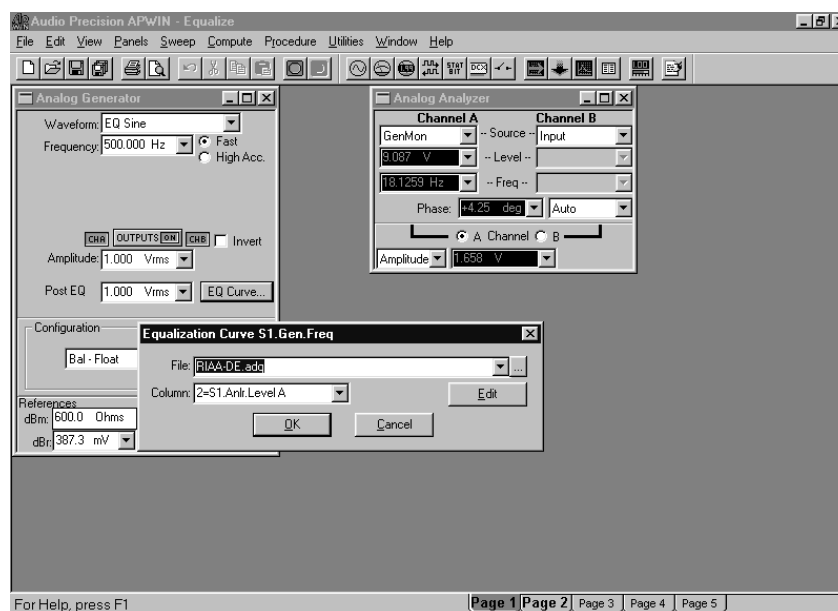 Audio Precision APWIN - Equalize
File Edit View Panels Sweep Compute Procedure Utilities Window Help
Analog Generator
Waveform: EQ Sine
Frequency: 500.000 Hz
Fast
High Acc.
CHA OUTPUTS ON CHB Invert
Amplitude: 1.000 Vrms
Post EQ 1.000 Vrms EQ Curve...
Configuration
Bal - Float
References
dBm: 600.0 Ohms
dBr: 387.3 mV
Analog Analyzer
Channel A Channel B
GenMon -- Source -- Input
9.087 V -- Level --
18.1259 Hz -- Freq --
Phase: +4.25 deg Auto
A Channel B
Amplitude 1.658 V
Equalization Curve S1.Gen.Freq
File: RIAA-DE.adq
...
Column: 2=S1.Anlr.Level A
Edit
OK Cancel
For Help, press F1
Page 1 Page 2 Page 3 Page 4 Page 5